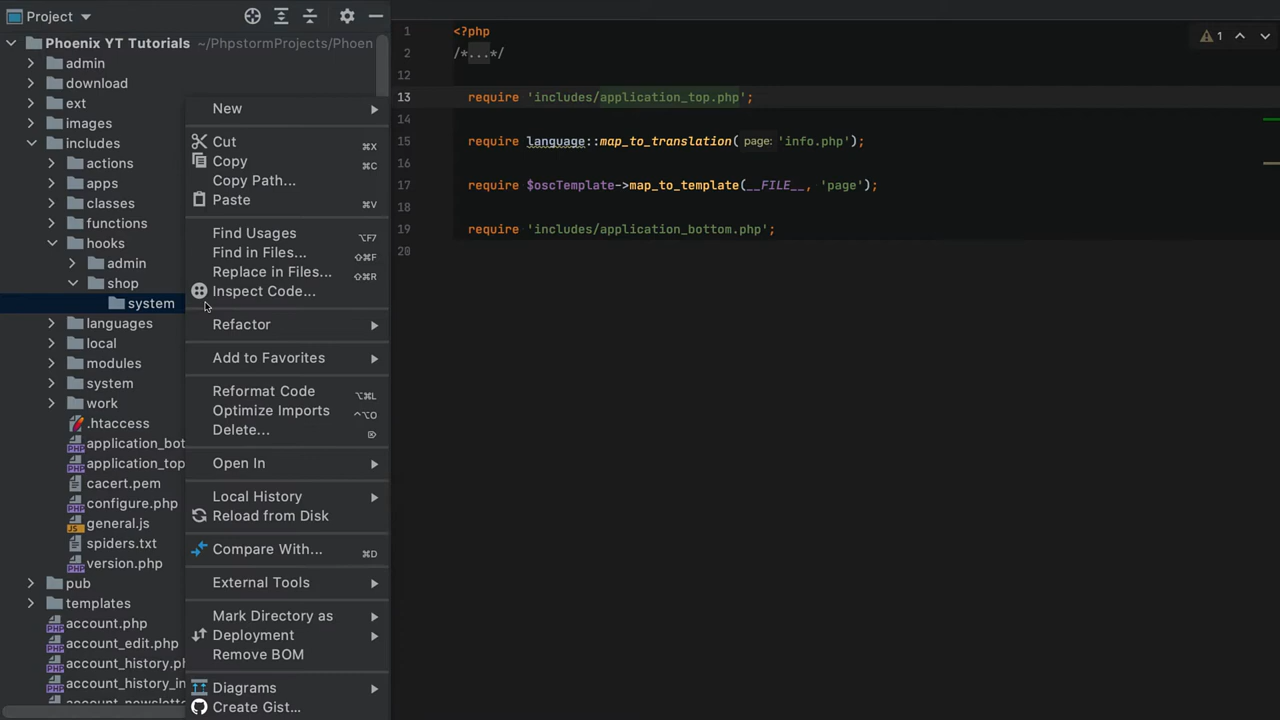 Project
Phoenix YT Tutorials ~/PhpstormProjects/Phoen
admin
download
ext
images
includes
actions
apps
classes
functions
hooks
admin
shop
system
languages
local
modules
system
work
.htaccess
application_bot
application_top
cacert.pem
configure.php
general.js
spiders.txt
version.php
pub
templates
account.php
account_edit.php
account_history.ph
account_history_in
account_newslette
New
Cut ⌘X
Copy ⌘C
Copy Path...
Paste ⌘V
Find Usages ⌥F7
Find in Files... ⇧⌘F
Replace in Files... ⇧⌘R
Inspect Code...
Refactor
Add to Favorites
Reformat Code ⌥⌘L
Optimize Imports ⌃⌥O
Delete... ⌦
Open In
Local History
Reload from Disk
Compare With... ⌘D
External Tools
Mark Directory as
Deployment
Remove BOM
Diagrams
Create Gist...
1 <?php
2 /*...*/
12
13 require 'includes/application_top.php';
14
15 require language::map_to_translation( page: 'info.php');
16
17 require $oscTemplate->map_to_template(__FILE__, 'page');
18
19 require 'includes/application_bottom.php';
20
1